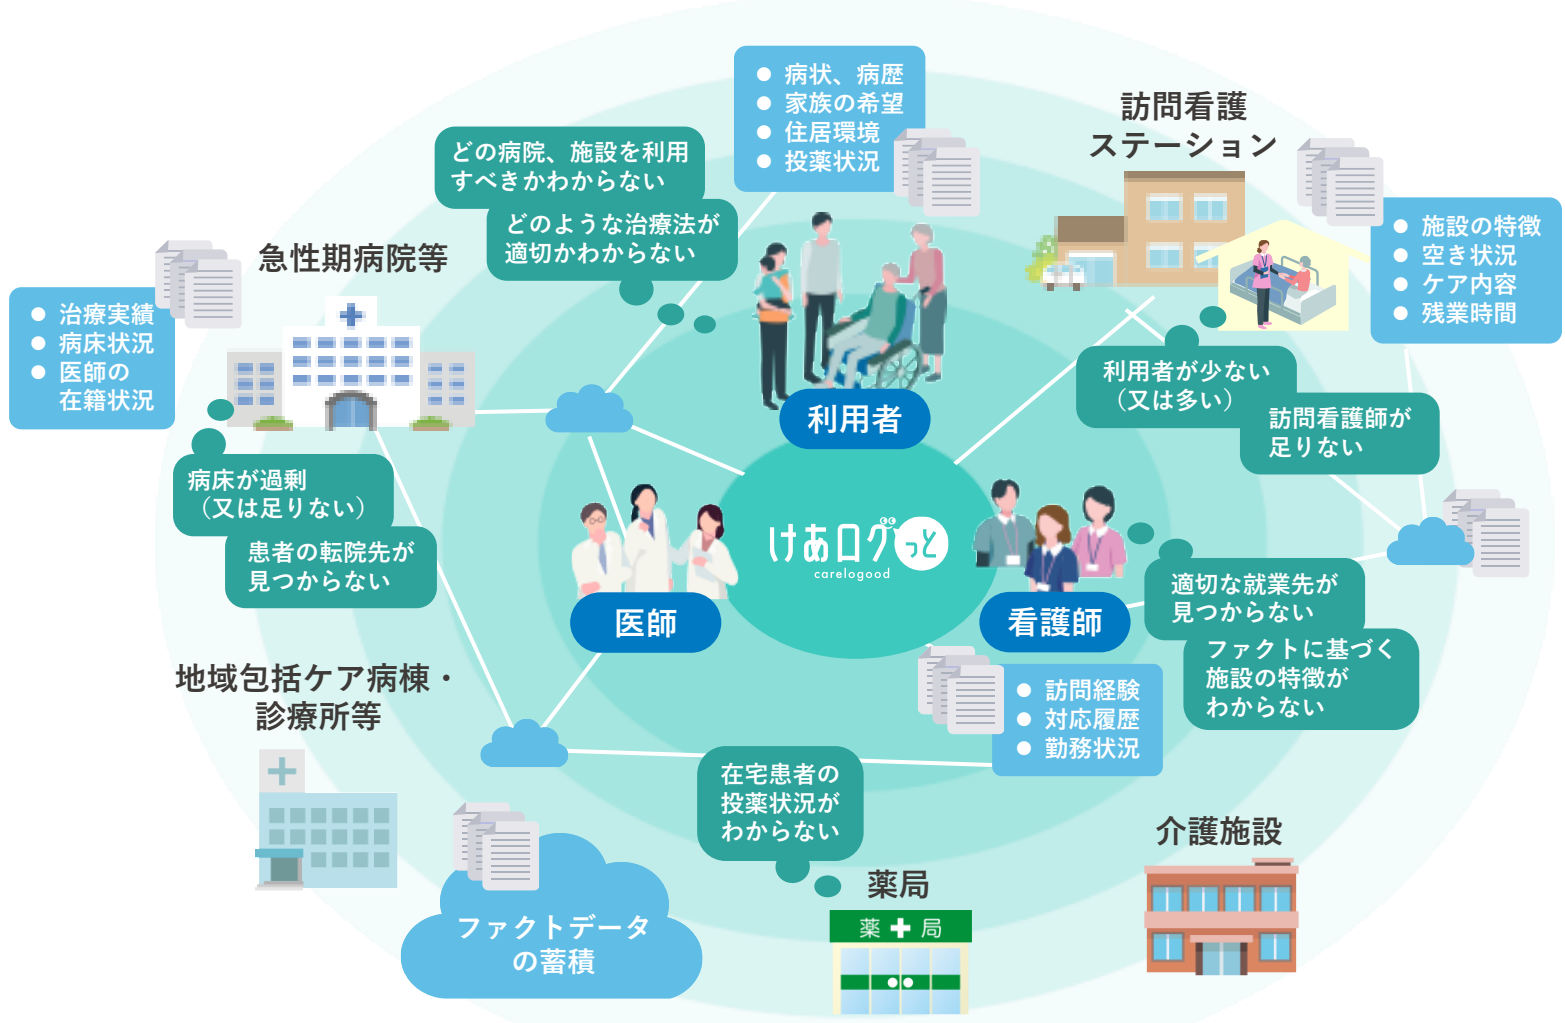 病状、病歴
家族の希望
住居環境
投薬状況
どの病院、施設を利用
すべきかわからない
どのような治療法が
適切かわからない
訪問看護
ステーション
施設の特徴
空き状況
ケア内容
残業時間
急性期病院等
治療実績
病床状況
医師の
在籍状況
利用者
利用者が少ない
（又は多い）
訪問看護師が
足りない
病床が過剰
（又は足りない）
患者の転院先が
見つからない
けあログっと
carelogood
医師
看護師
適切な就業先が
見つからない
ファクトに基づく
施設の特徴が
わからない
訪問経験
対応履歴
勤務状況
地域包括ケア病棟・
診療所等
在宅患者の
投薬状況が
わからない
ファクトデータ
の蓄積
薬局
薬 局
介護施設